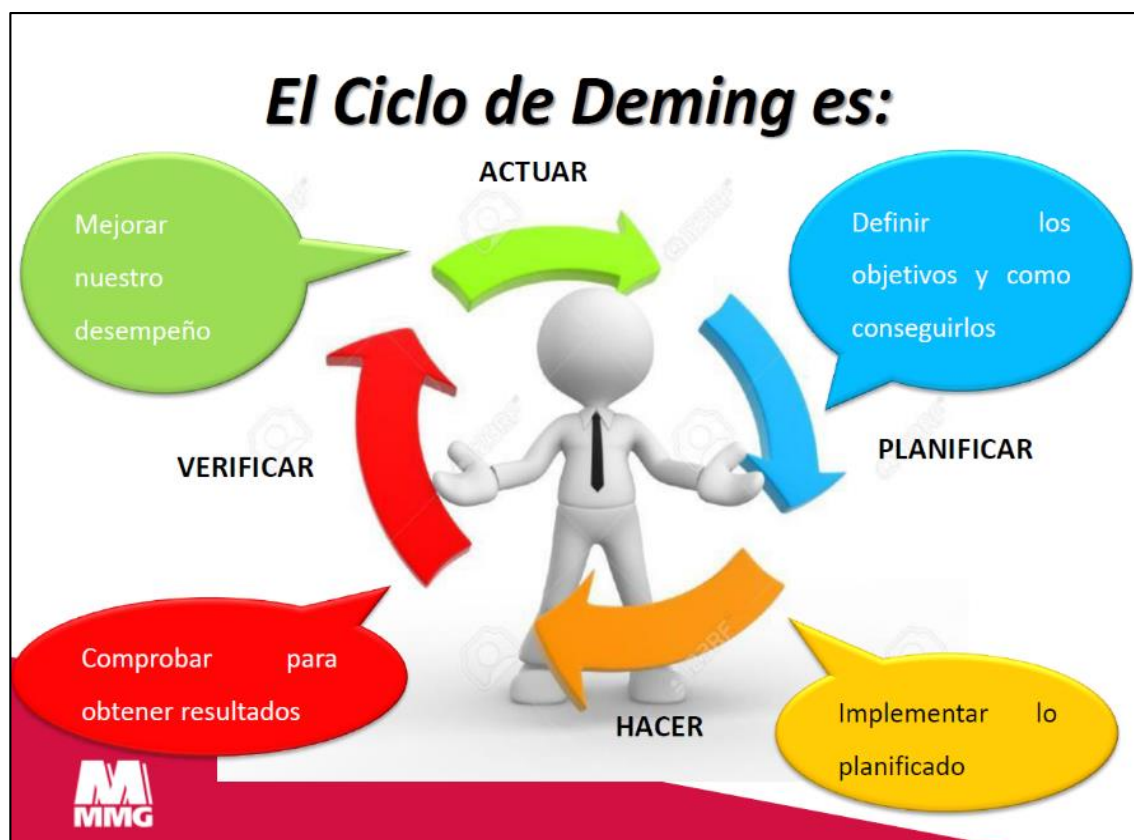 El Ciclo de Deming es:
ACTUAR
Mejorar
nuestro
desempeño
Definir los
objetivos y como
conseguirlos
VERIFICAR
PLANIFICAR
Comprobar para
obtener resultados
HACER
Implementar lo
planificado
MMG